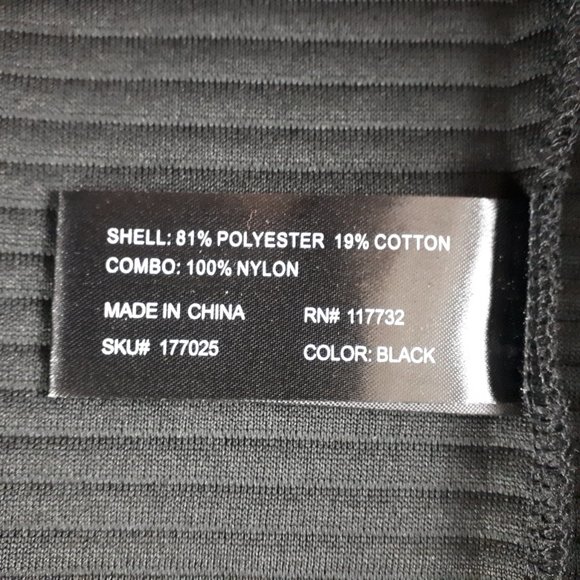 SHELL: 81% POLYESTER 19% COTTON
COMBO: 100% NYLON
MADE IN CHINA RN# 117732
SKU# 177025 COLOR: BLACK